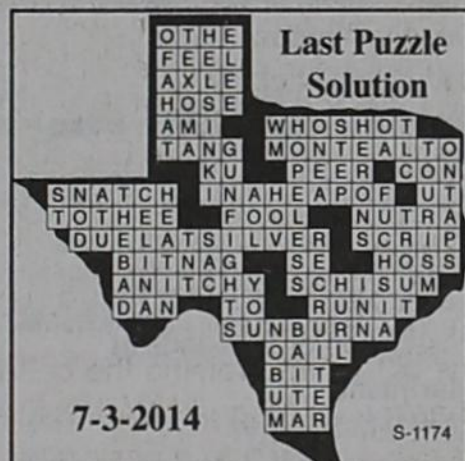 Last Puzzle
Solution
OTHE
FEEL
AXLE
HOSE
AMI WHOSHOT
TANG MONTEALTO
KU PEER CON
SNATCH INAHEAPOF UT
TOTHEE FOOL NUTRA
DUELATSILVER SCRIP
BITNAG SE HOSS
ANITCHY SCHISUM
DAN TO RUNIT
SUNBURNA
OAIL
BIT
UTE
MAR
7-3-2014
S-1174